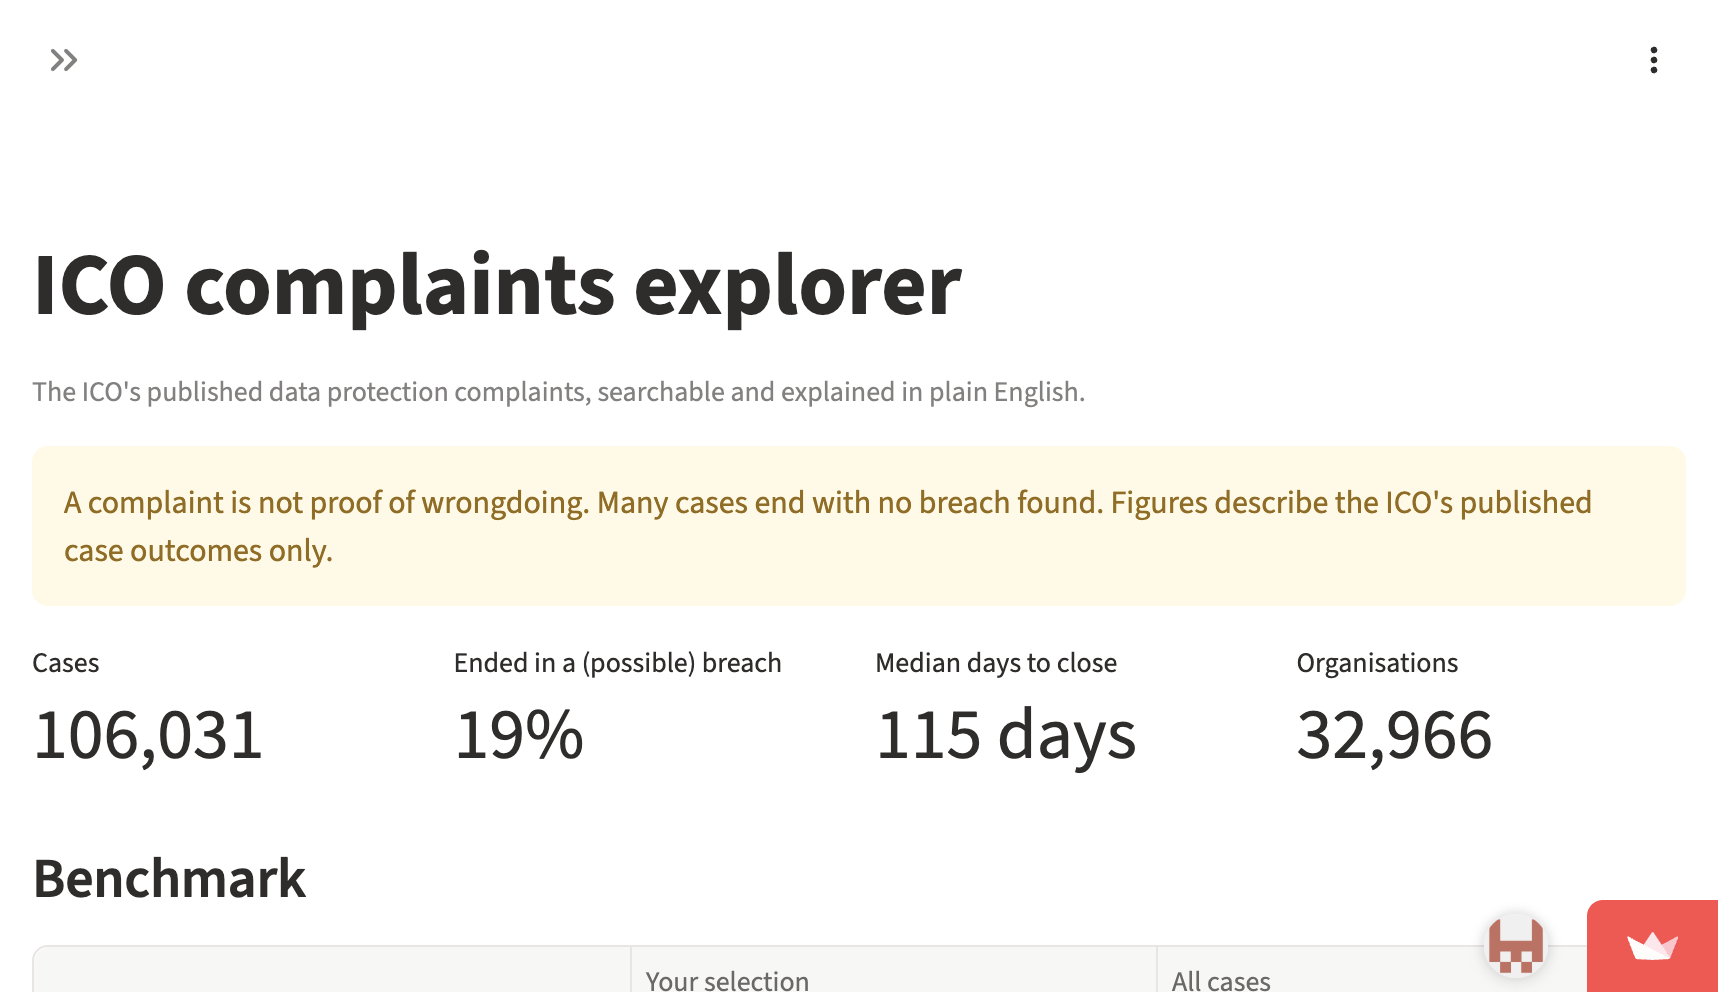 ICO complaints explorer
The ICO's published data protection complaints, searchable and explained in plain English.
A complaint is not proof of wrongdoing. Many cases end with no breach found. Figures describe the ICO's published
case outcomes only.
Cases
106,031
Ended in a (possible) breach
19%
Median days to close
115 days
Organisations
32,966
Benchmark
Your selection
All cases